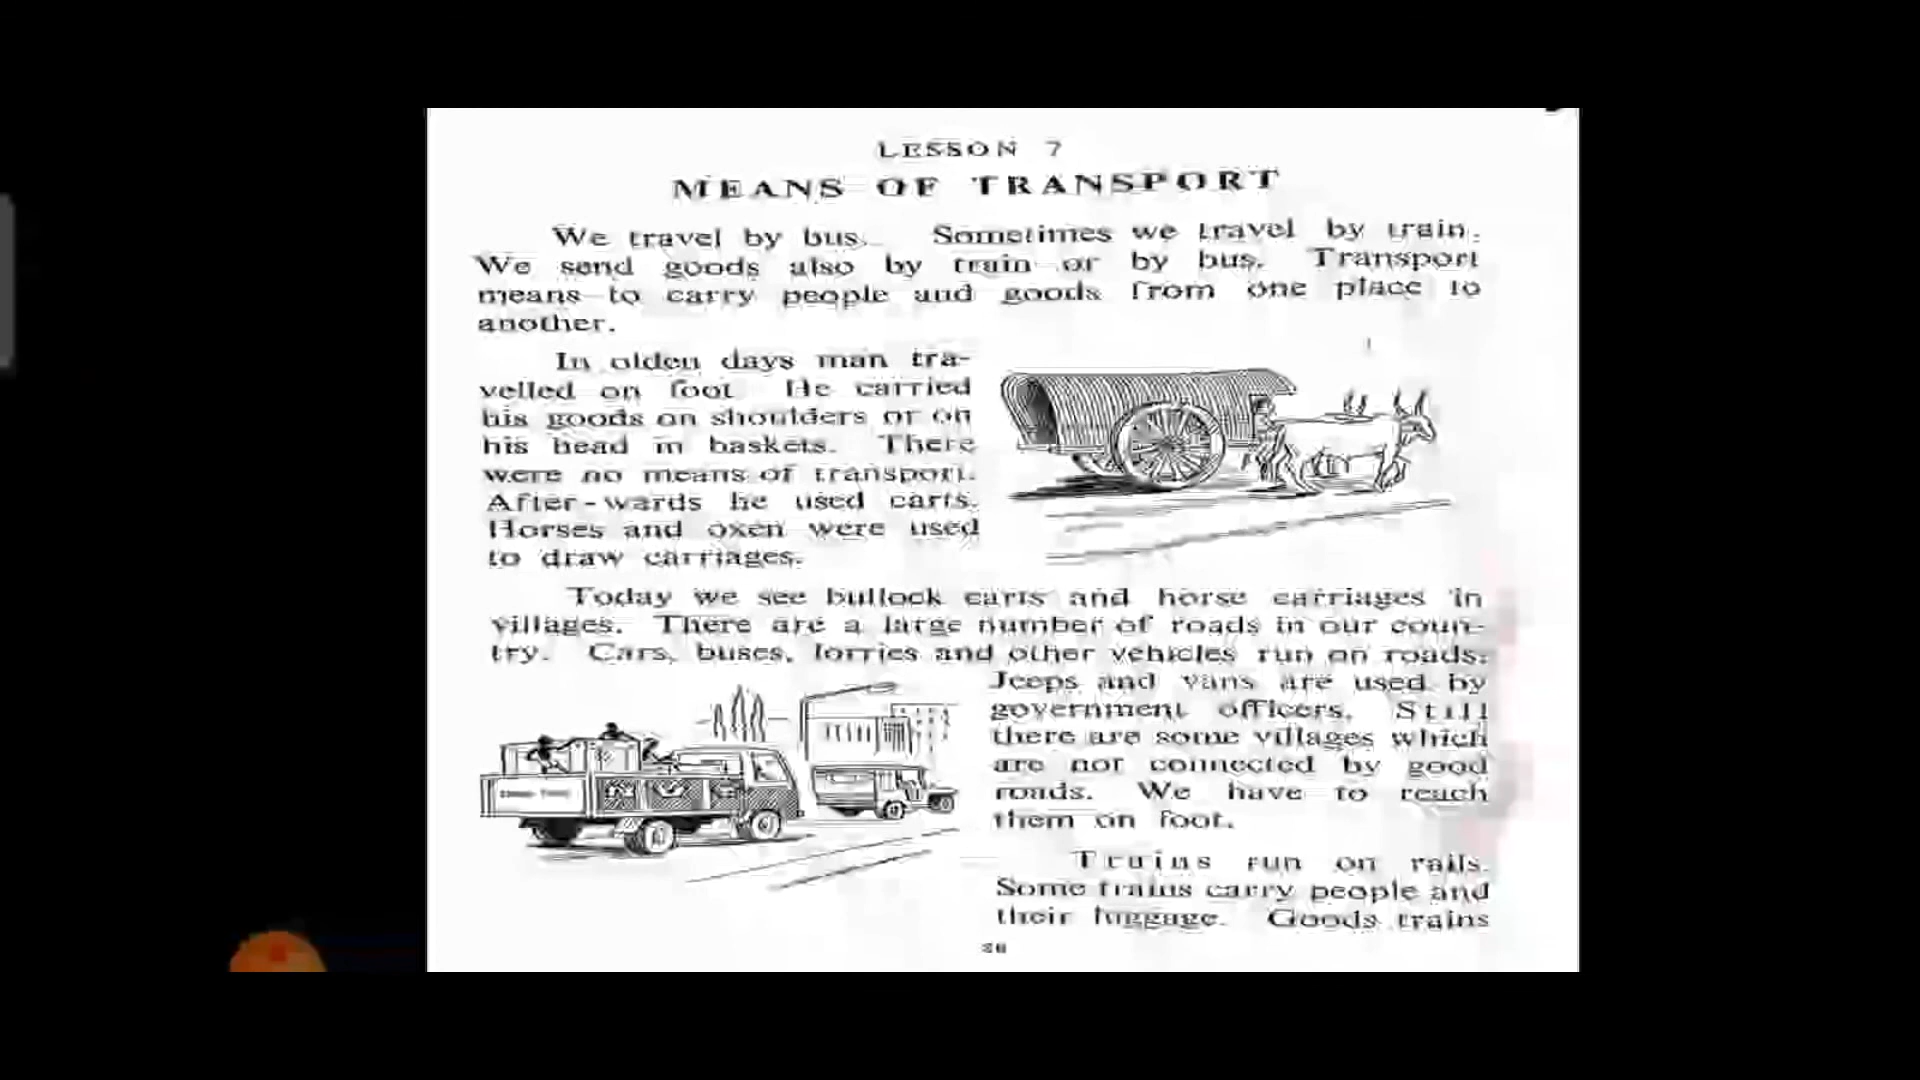 LESSON 7
MEANS OF TRANSPORT
We travel by bus. Sometimes we travel by train.
We send goods also by train or by bus. Transport
means to carry people and goods from one place to
another.
In olden days man tra-
velled on foot He carried
his goods on shoulders or on
his head in baskets. There
were no means of transport.
After-wards he used carts.
Horses and oxen were used
to draw carriages.
Today we see bullock carts and horse carriages in
villages. There are a large number of roads in our coun-
try. Cars, buses, lorries and other vehicles run on roads.
Jeeps and vans are used by
government officers. Still
there are some villages which
are not connected by good
roads. We have to reach
them on foot.
Trains run on rails.
Some trains carry people and
their luggage. Goods trains